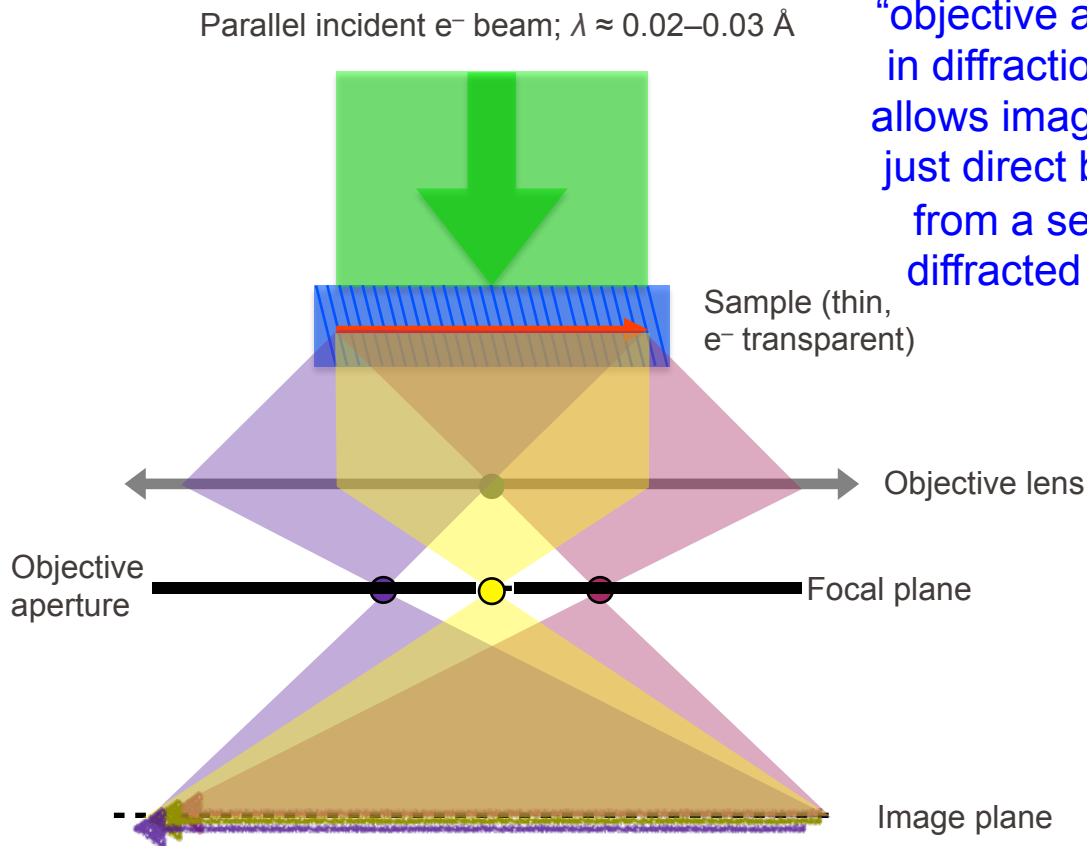 Parallel incident e⁻ beam; λ ≈ 0.02–0.03 Å
“objective a
in diffractio
allows imag
just direct b
from a se
diffracted
Sample (thin,
e⁻ transparent)
Objective lens
Objective
aperture
Focal plane
Image plane